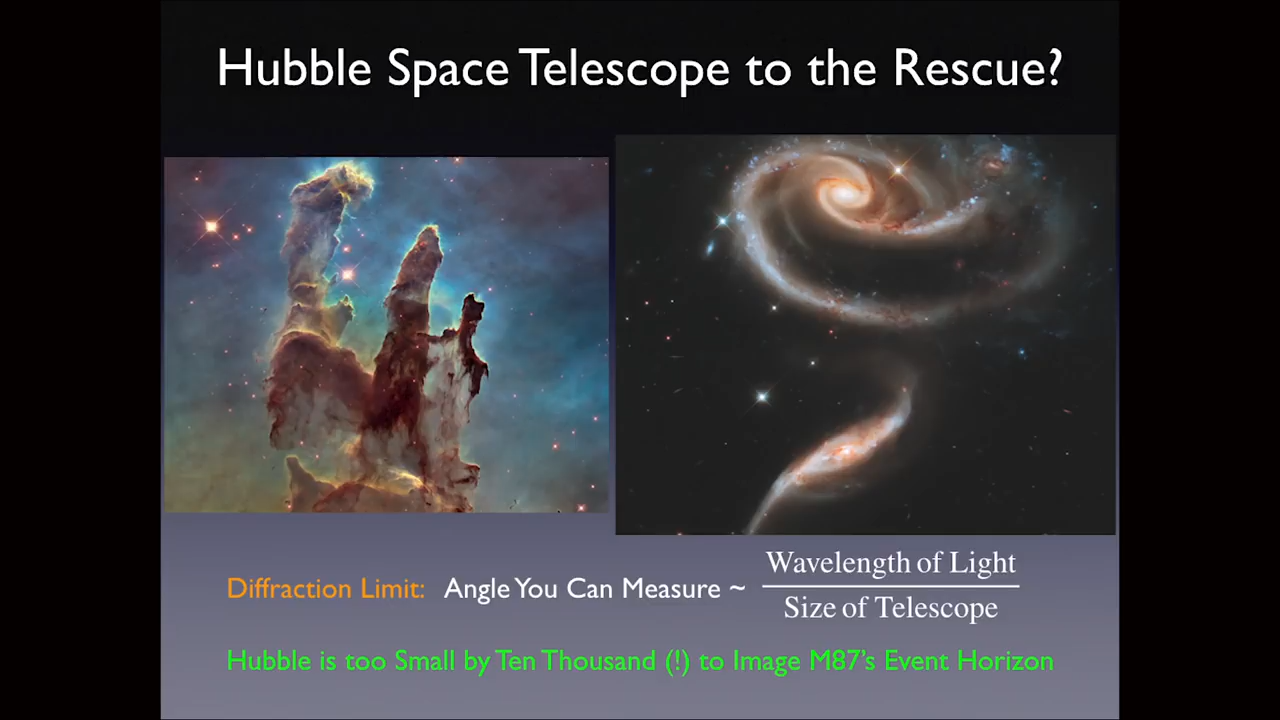 Hubble Space Telescope to the Rescue?
Diffraction Limit: Angle You Can Measure ~ Wavelength of Light
Size of Telescope
Hubble is too Small by Ten Thousand (!) to Image M87's Event Horizon